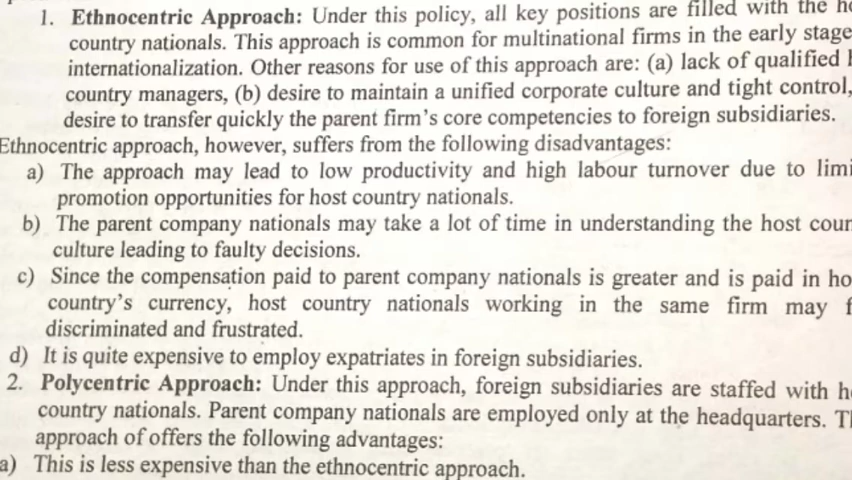 1. Ethnocentric Approach: Under this policy, all key positions are filled with the
country nationals. This approach is common for multinational firms in the early stage
internationalization. Other reasons for use of this approach are: (a) lack of qualified
country managers, (b) desire to maintain a unified corporate culture and tight control,
desire to transfer quickly the parent firm's core competencies to foreign subsidiaries.
Ethnocentric approach, however, suffers from the following disadvantages:
a) The approach may lead to low productivity and high labour turnover due to limi
promotion opportunities for host country nationals.
b) The parent company nationals may take a lot of time in understanding the host coun
culture leading to faulty decisions.
c) Since the compensation paid to parent company nationals is greater and is paid in ho
country's currency, host country nationals working in the same firm may f
discriminated and frustrated.
d) It is quite expensive to employ expatriates in foreign subsidiaries.
2. Polycentric Approach: Under this approach, foreign subsidiaries are staffed with h
country nationals. Parent company nationals are employed only at the headquarters. Th
approach of offers the following advantages:
a) This is less expensive than the ethnocentric approach.